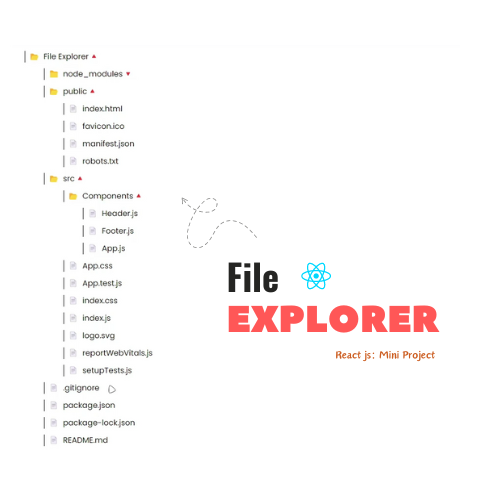 File Explorer
node_modules
public
index.html
favicon.ico
manifest.json
robots.txt
src
Components
Header.js
Footer.js
App.js
App.css
App.test.js
index.css
index.js
logo.svg
reportWebVitals.js
setupTests.js
.gitignore
package.json
package-lock.json
README.md
File
EXPLORER
React js: Mini Project